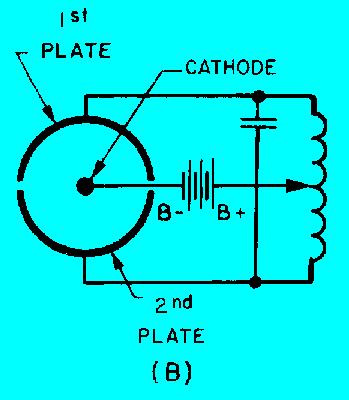 1st
PLATE
CATHODE
B- B+
2nd
PLATE
(B)